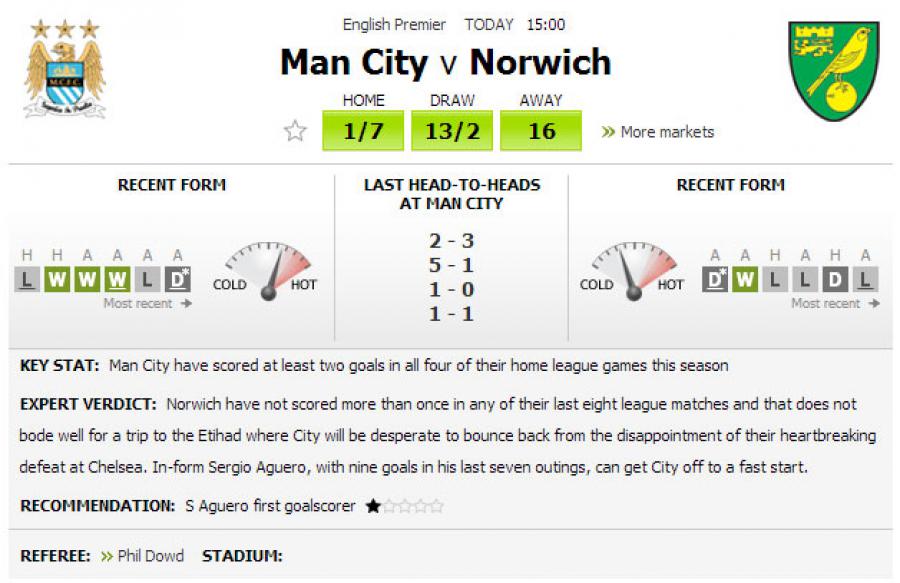 English Premier TODAY 15:00
Man City v Norwich
HOME DRAW AWAY
1/7 13/2 16 » More markets
RECENT FORM
H H A A A A
L W W W L D*
Most recent →
COLD HOT
LAST HEAD-TO-HEADS
AT MAN CITY
2 - 3
5 - 1
1 - 0
1 - 1
RECENT FORM
A A H A H A
D* W L L D L
Most recent →
COLD HOT
KEY STAT: Man City have scored at least two goals in all four of their home league games this season
EXPERT VERDICT: Norwich have not scored more than once in any of their last eight league matches and that does not
bode well for a trip to the Etihad where City will be desperate to bounce back from the disappointment of their heartbreaking
defeat at Chelsea. In-form Sergio Aguero, with nine goals in his last seven outings, can get City off to a fast start.
RECOMMENDATION: S Aguero first goalscorer
REFEREE: » Phil Dowd STADIUM: